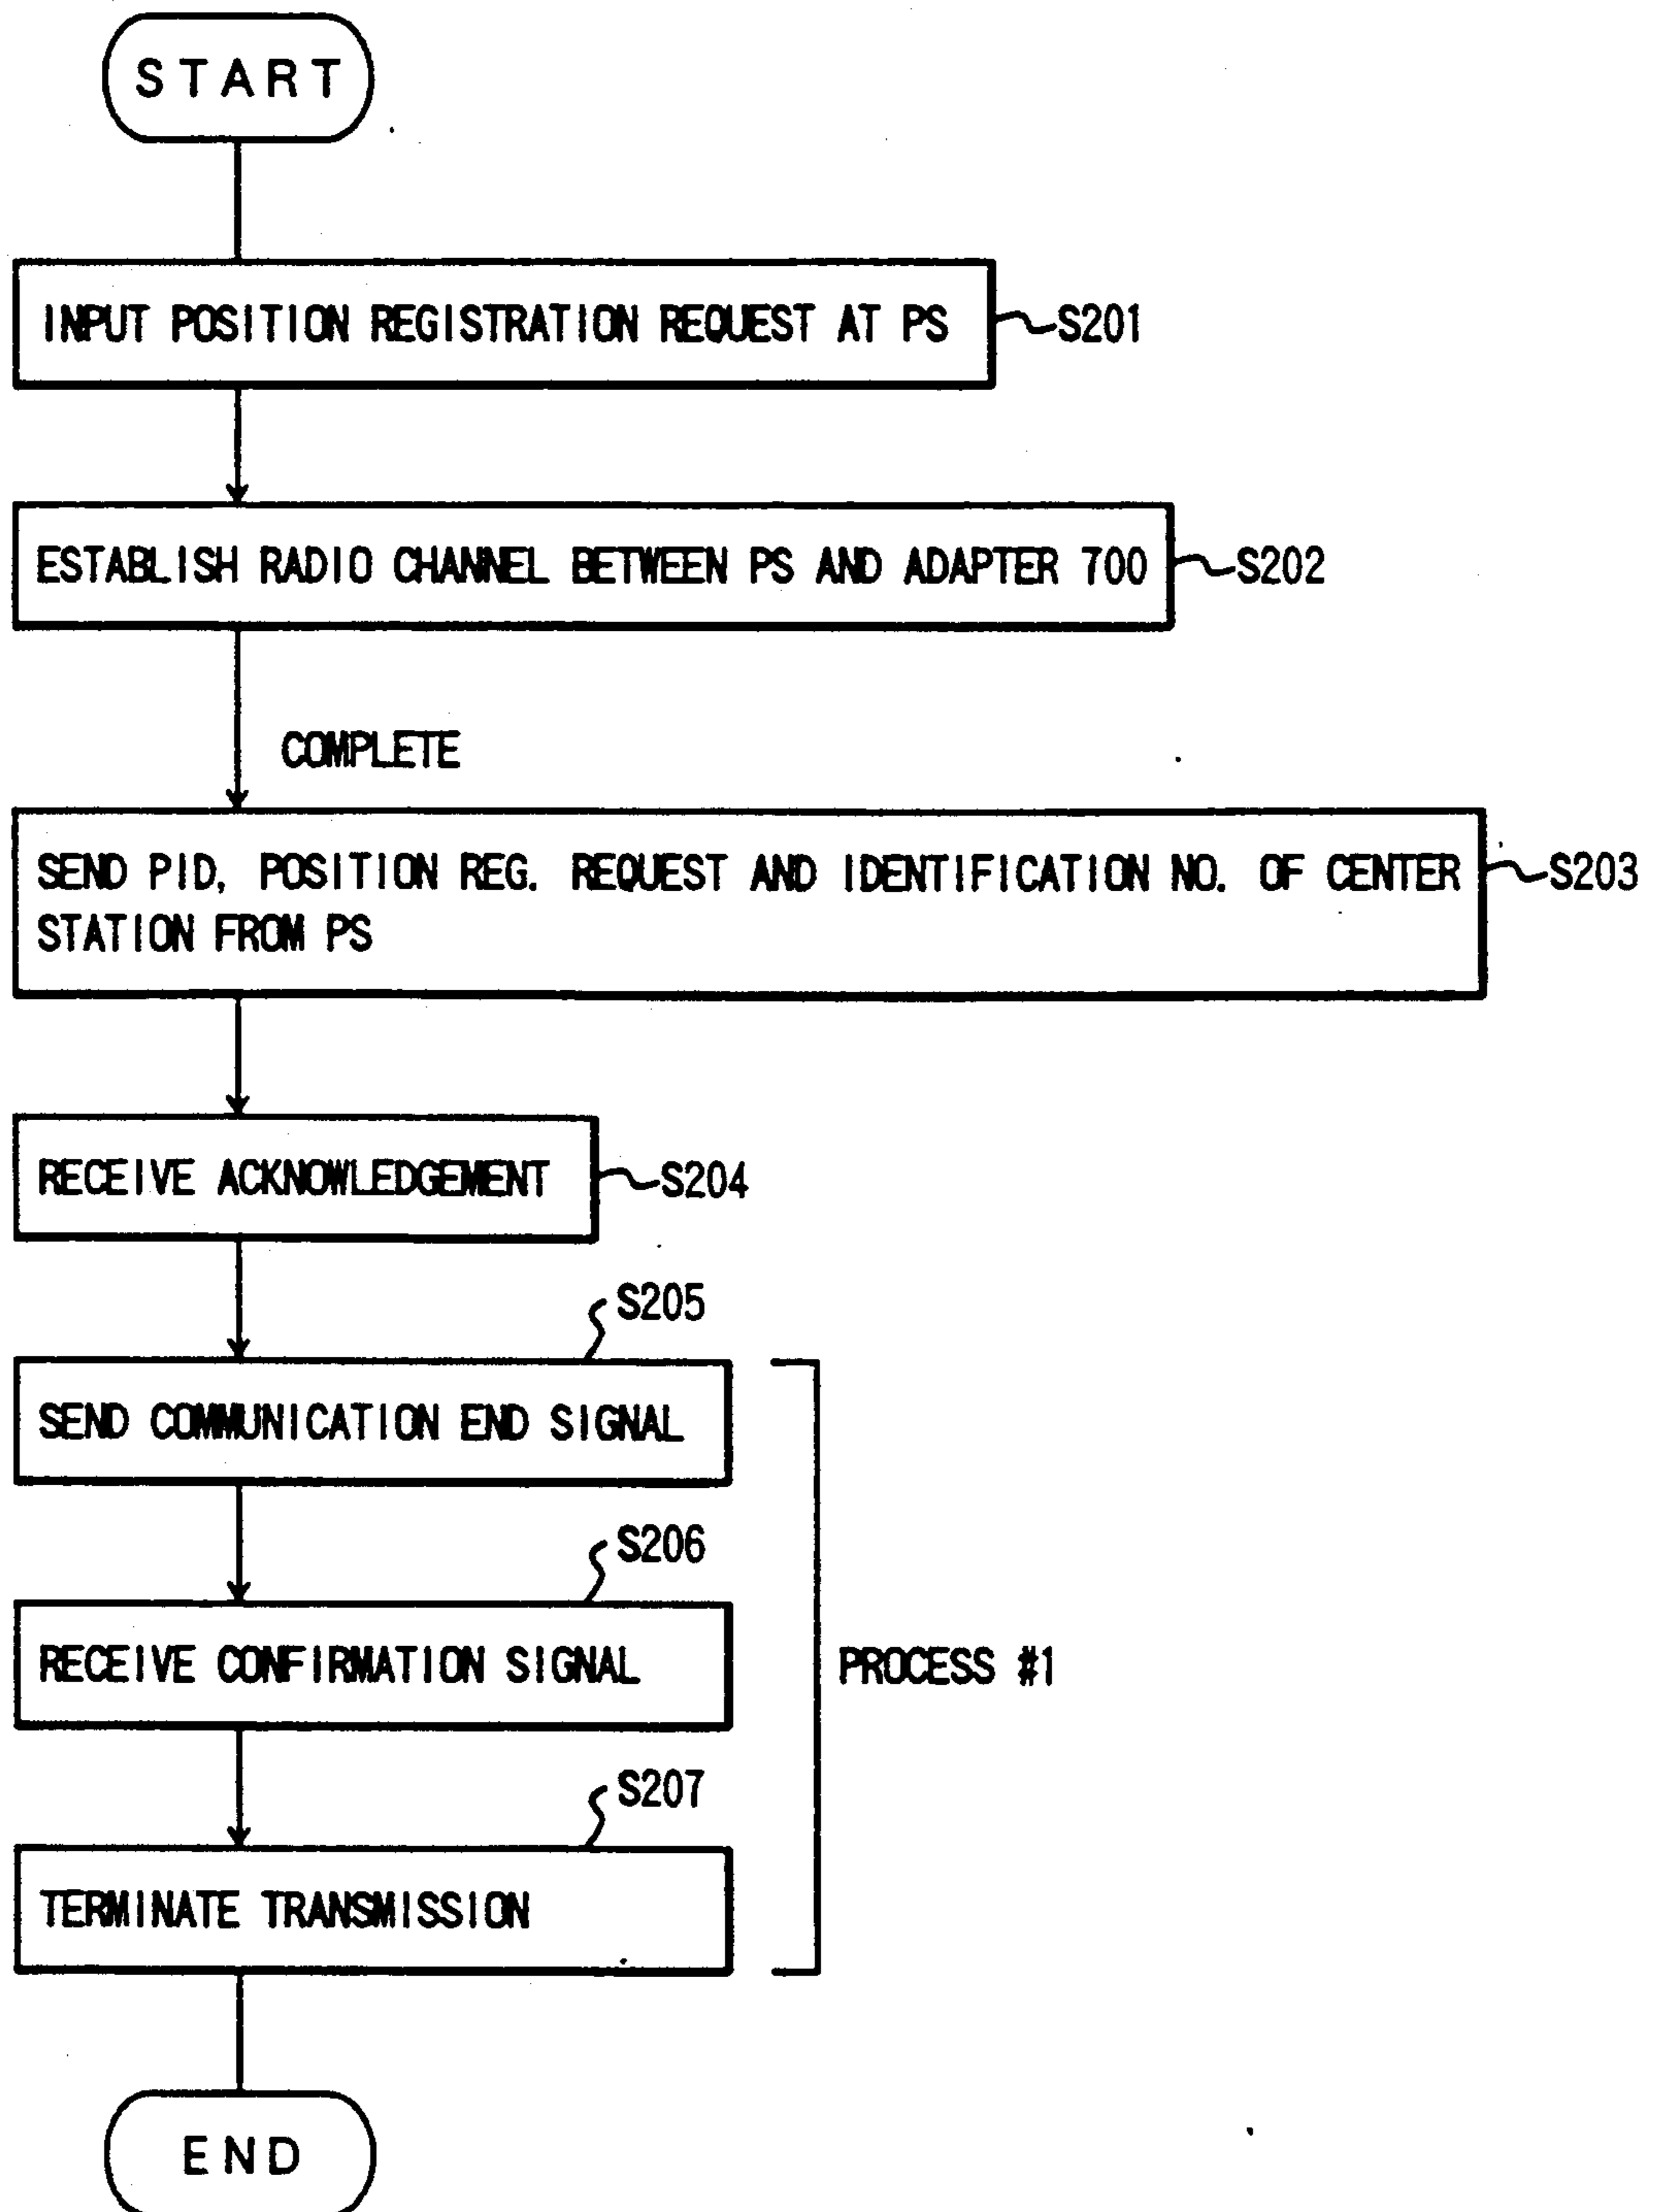 START
INPUT POSITION REGISTRATION REQUEST AT PS
S201
ESTABLISH RADIO CHANNEL BETWEEN PS AND ADAPTER 700
S202
COMPLETE
SEND PID, POSITION REG. REQUEST AND IDENTIFICATION NO. OF CENTER
STATION FROM PS
S203
RECEIVE ACKNOWLEDGEMENT
S204
S205
SEND COMMUNICATION END SIGNAL
S206
RECEIVE CONFIRMATION SIGNAL
PROCESS #1
S207
TERMINATE TRANSMISSION
END